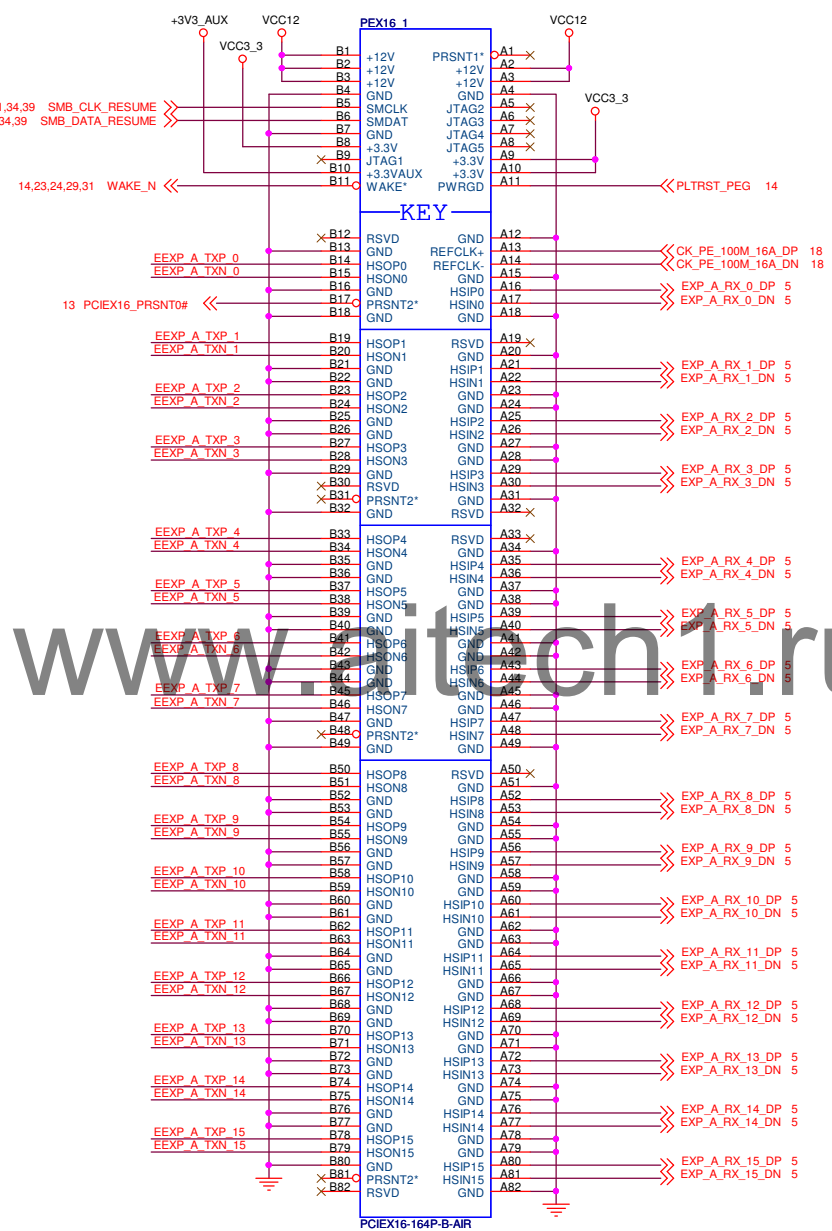 +3V3_AUX VCC12 PEX16_1 VCC12
VCC3_3
B1 +12V PRSNT1* A1
B2 +12V +12V A2
B3 +12V +12V A3
B4 GND GND A4 VCC3_3
,34,39 SMB_CLK_RESUME B5 SMCLK JTAG2 A5
34,39 SMB_DATA_RESUME B6 SMDAT JTAG3 A6
B7 GND JTAG4 A7
B8 +3.3V JTAG5 A8
B9 JTAG1 +3.3V A9
B10 +3.3VAUX +3.3V A10
14,23,24,29,31 WAKE_N B11 WAKE* PWRGD A11 PLTRST_PEG 14
KEY
B12 RSVD GND A12
B13 GND REFCLK+ A13 CK_PE_100M_16A_DP 18
EEXP_A_TXP_0 B14 HSOP0 REFCLK- A14 CK_PE_100M_16A_DN 18
EEXP_A_TXN_0 B15 HSON0 GND A15
B16 GND HSIP0 A16 EXP_A_RX_0_DP 5
13 PCIEX16_PRSNT0# B17 PRSNT2* HSIN0 A17 EXP_A_RX_0_DN 5
B18 GND GND A18
EEXP_A_TXP_1 B19 HSOP1 RSVD A19
EEXP_A_TXN_1 B20 HSON1 GND A20
B21 GND HSIP1 A21 EXP_A_RX_1_DP 5
B22 GND HSIN1 A22 EXP_A_RX_1_DN 5
EEXP_A_TXP_2 B23 HSOP2 GND A23
EEXP_A_TXN_2 B24 HSON2 GND A24
B25 GND HSIP2 A25 EXP_A_RX_2_DP 5
B26 GND HSIN2 A26 EXP_A_RX_2_DN 5
EEXP_A_TXP_3 B27 HSOP3 GND A27
EEXP_A_TXN_3 B28 HSON3 GND A28
B29 GND HSIP3 A29 EXP_A_RX_3_DP 5
B30 RSVD HSIN3 A30 EXP_A_RX_3_DN 5
B31 PRSNT2* GND A31
B32 GND RSVD A32
EEXP_A_TXP_4 B33 HSOP4 RSVD A33
EEXP_A_TXN_4 B34 HSON4 GND A34
B35 GND HSIP4 A35 EXP_A_RX_4_DP 5
B36 GND HSIN4 A36 EXP_A_RX_4_DN 5
EEXP_A_TXP_5 B37 HSOP5 GND A37
EEXP_A_TXN_5 B38 HSON5 GND A38
B39 GND HSIP5 A39 EXP_A_RX_5_DP 5
B40 GND HSIN5 A40 EXP_A_RX_5_DN 5
EEXP_A_TXP_6 B41 HSOP6 GND A41
EEXP_A_TXN_6 B42 HSON6 GND A42
www.aitech1.ru
B43 GND HSIP6 A43 EXP_A_RX_6_DP 5
B44 GND HSIN6 A44 EXP_A_RX_6_DN 5
EEXP_A_TXP_7 B45 HSOP7 GND A45
EEXP_A_TXN_7 B46 HSON7 GND A46
B47 GND HSIP7 A47 EXP_A_RX_7_DP 5
B48 PRSNT2* HSIN7 A48 EXP_A_RX_7_DN 5
B49 GND GND A49
EEXP_A_TXP_8 B50 HSOP8 RSVD A50
EEXP_A_TXN_8 B51 HSON8 GND A51
B52 GND HSIP8 A52 EXP_A_RX_8_DP 5
B53 GND HSIN8 A53 EXP_A_RX_8_DN 5
EEXP_A_TXP_9 B54 HSOP9 GND A54
EEXP_A_TXN_9 B55 HSON9 GND A55
B56 GND HSIP9 A56 EXP_A_RX_9_DP 5
B57 GND HSIN9 A57 EXP_A_RX_9_DN 5
EEXP_A_TXP_10 B58 HSOP10 GND A58
EEXP_A_TXN_10 B59 HSON10 GND A59
B60 GND HSIP10 A60 EXP_A_RX_10_DP 5
B61 GND HSIN10 A61 EXP_A_RX_10_DN 5
EEXP_A_TXP_11 B62 HSOP11 GND A62
EEXP_A_TXN_11 B63 HSON11 GND A63
B64 GND HSIP11 A64 EXP_A_RX_11_DP 5
B65 GND HSIN11 A65 EXP_A_RX_11_DN 5
EEXP_A_TXP_12 B66 HSOP12 GND A66
EEXP_A_TXN_12 B67 HSON12 GND A67
B68 GND HSIP12 A68 EXP_A_RX_12_DP 5
B69 GND HSIN12 A69 EXP_A_RX_12_DN 5
EEXP_A_TXP_13 B70 HSOP13 GND A70
EEXP_A_TXN_13 B71 HSON13 GND A71
B72 GND HSIP13 A72 EXP_A_RX_13_DP 5
B73 GND HSIN13 A73 EXP_A_RX_13_DN 5
EEXP_A_TXP_14 B74 HSOP14 GND A74
EEXP_A_TXN_14 B75 HSON14 GND A75
B76 GND HSIP14 A76 EXP_A_RX_14_DP 5
B77 GND HSIN14 A77 EXP_A_RX_14_DN 5
EEXP_A_TXP_15 B78 HSOP15 GND A78
EEXP_A_TXN_15 B79 HSON15 GND A79
B80 GND HSIP15 A80 EXP_A_RX_15_DP 5
B81 PRSNT2* HSIN15 A81 EXP_A_RX_15_DN 5
B82 RSVD GND A82
PCIEX16-164P-B-AIR